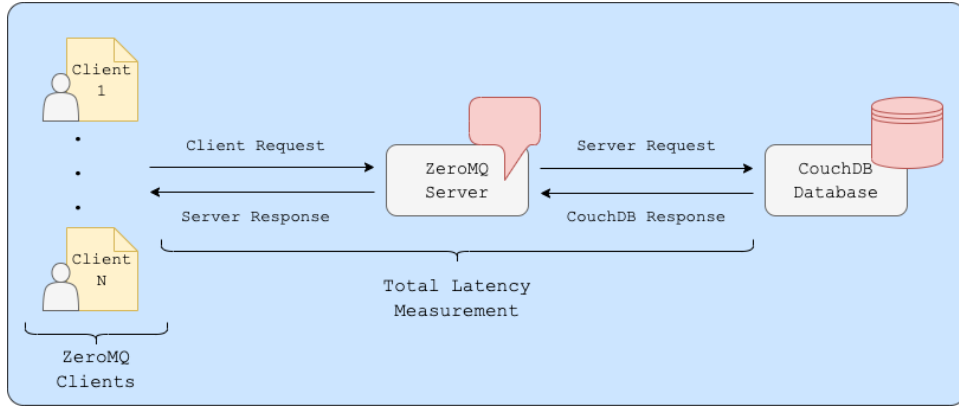 Client
1
Client Request
Server Request
ZeroMQ
Server
CouchDB
Database
Server Response
CouchDB Response
Client
N
Total Latency
Measurement
ZeroMQ
Clients